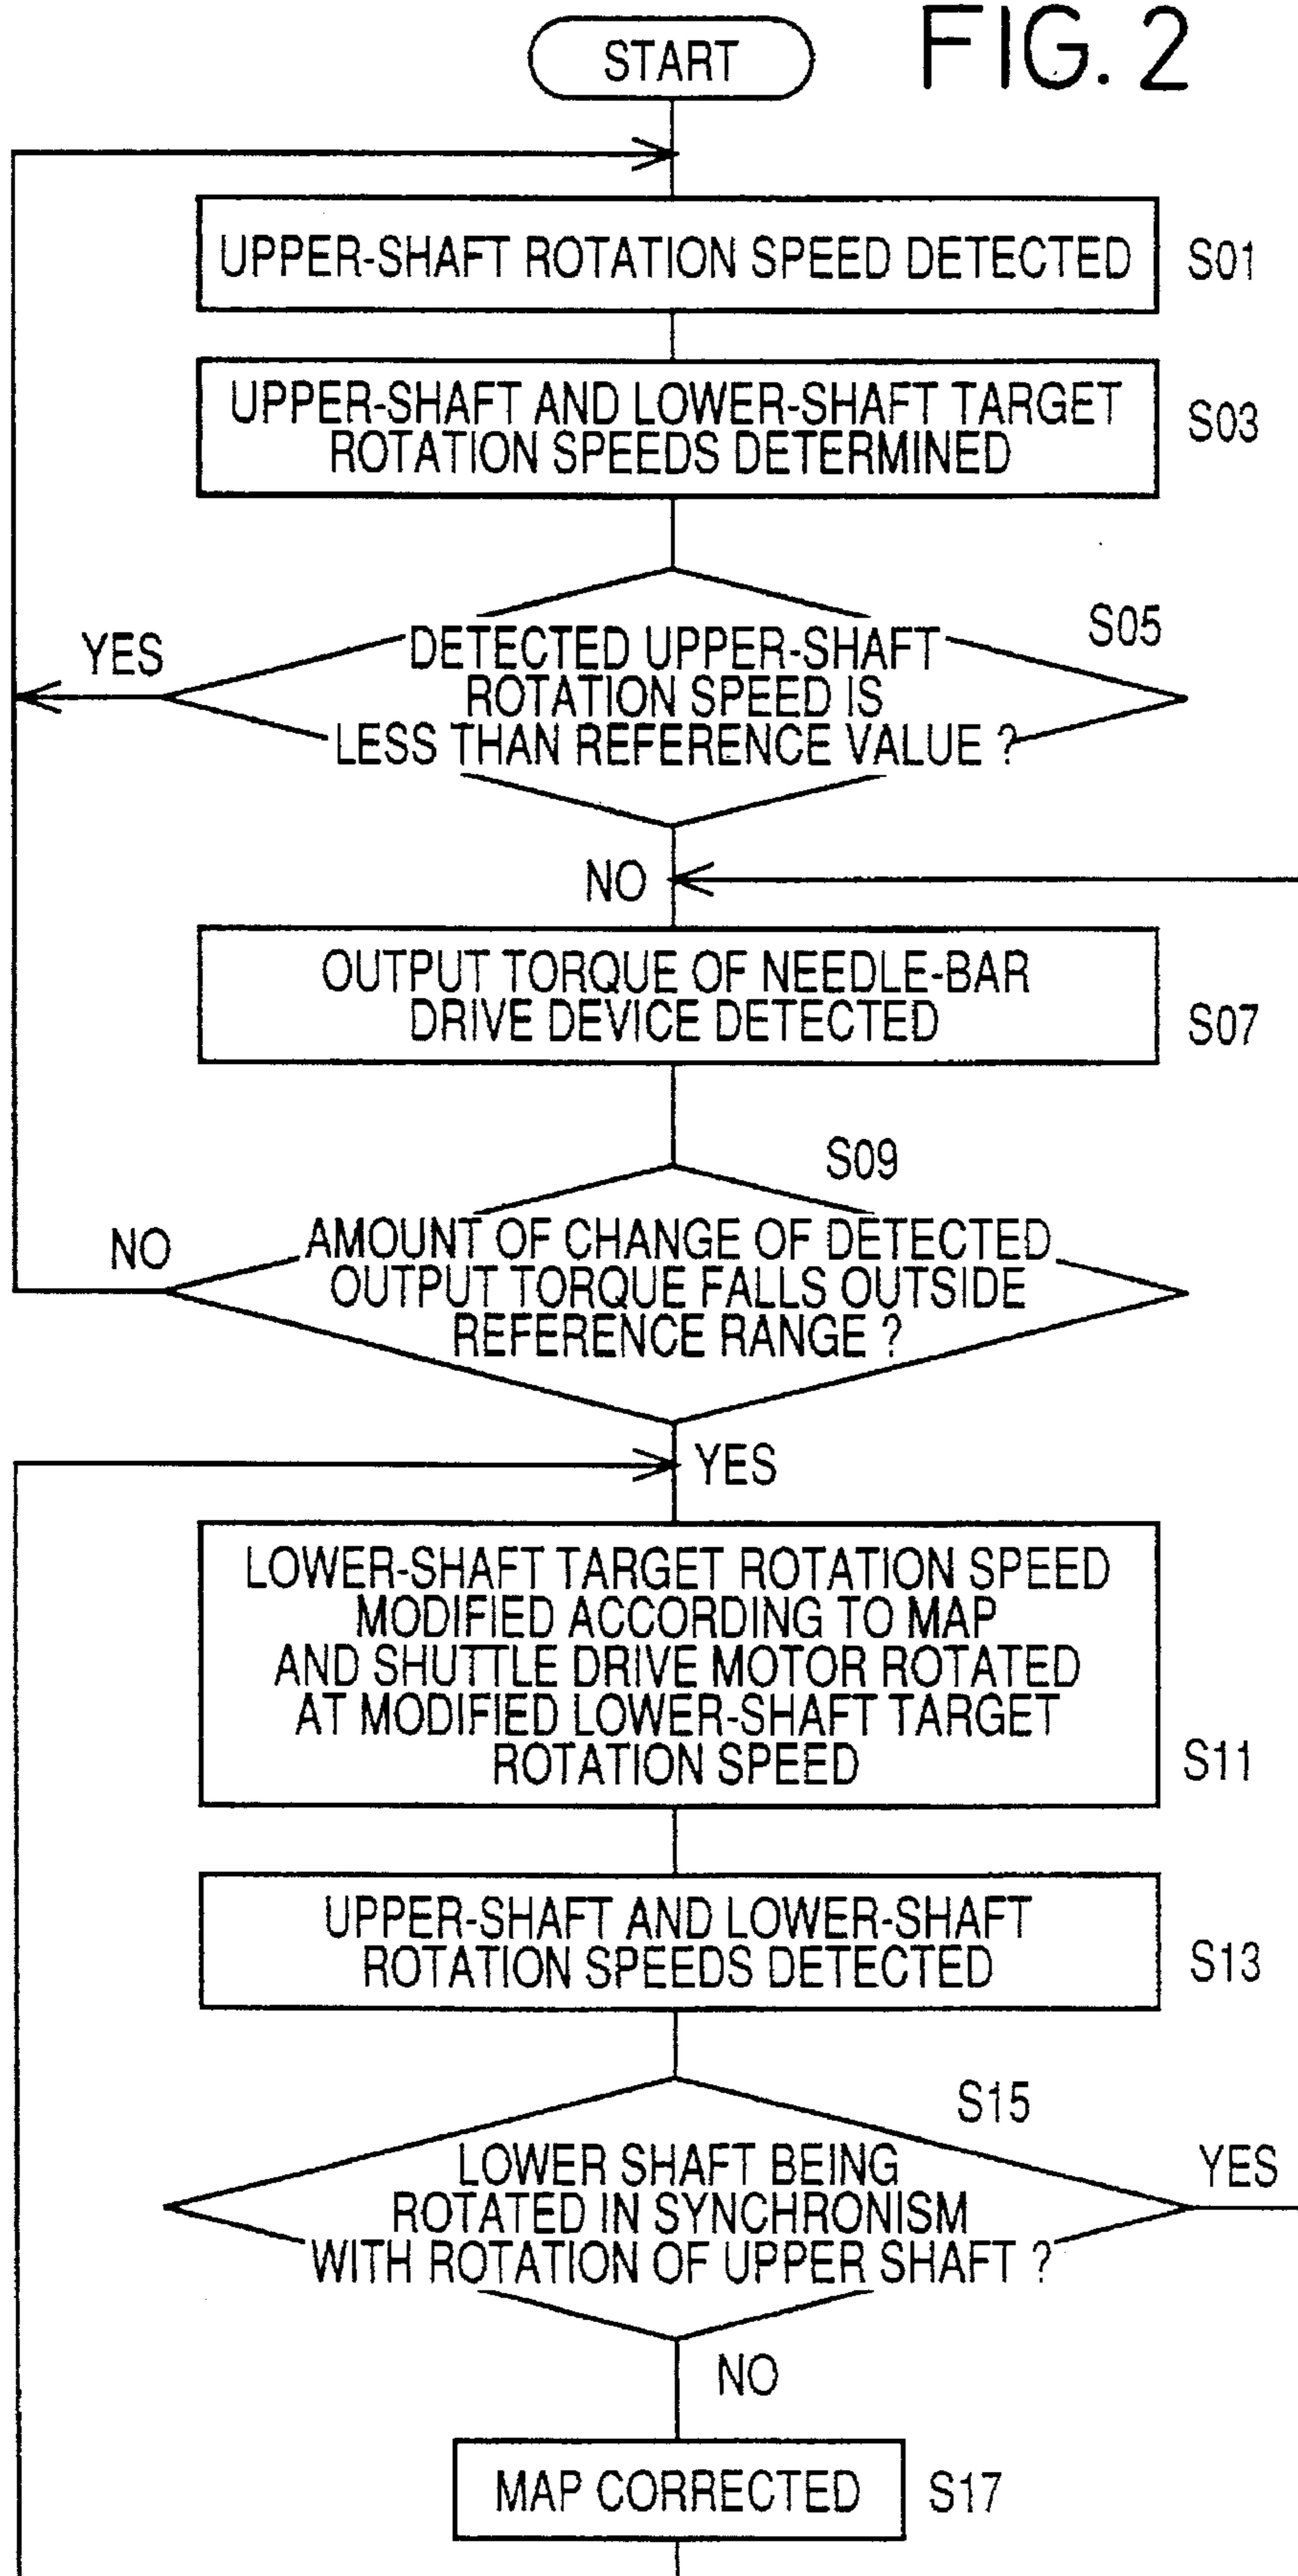 FIG. 2
START
UPPER-SHAFT ROTATION SPEED DETECTED
S01
UPPER-SHAFT AND LOWER-SHAFT TARGET
ROTATION SPEEDS DETERMINED
S03
S05
YES
DETECTED UPPER-SHAFT
ROTATION SPEED IS
LESS THAN REFERENCE VALUE ?
NO
OUTPUT TORQUE OF NEEDLE-BAR
DRIVE DEVICE DETECTED
S07
S09
NO
AMOUNT OF CHANGE OF DETECTED
OUTPUT TORQUE FALLS OUTSIDE
REFERENCE RANGE ?
YES
LOWER-SHAFT TARGET ROTATION SPEED
MODIFIED ACCORDING TO MAP
AND SHUTTLE DRIVE MOTOR ROTATED
AT MODIFIED LOWER-SHAFT TARGET
ROTATION SPEED
S11
UPPER-SHAFT AND LOWER-SHAFT
ROTATION SPEEDS DETECTED
S13
S15
LOWER SHAFT BEING
ROTATED IN SYNCHRONISM
WITH ROTATION OF UPPER SHAFT ?
YES
NO
MAP CORRECTED
S17